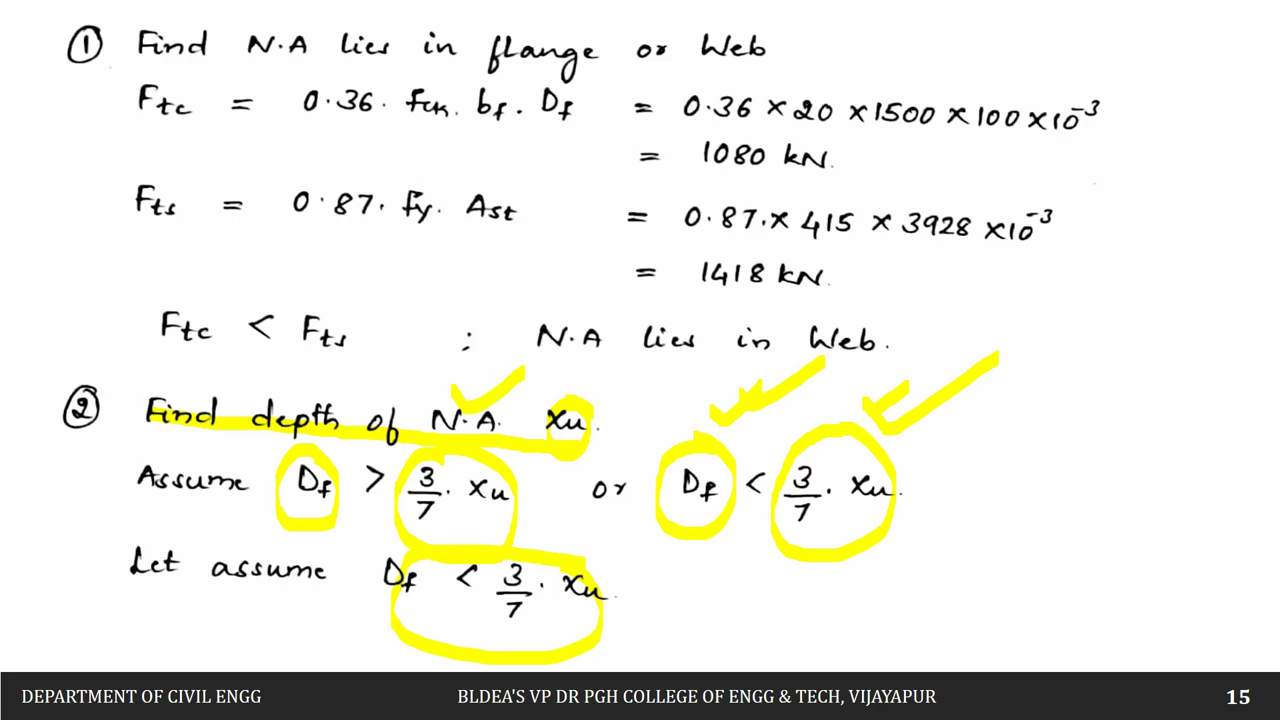 ① Find N.A lies in flange or Web
Ftc = 0.36. fck. bf. Df = 0.36 × 20 × 1500 × 100 × 10⁻³
= 1080 kN.
Fts = 0.87. fy. Ast = 0.87.× 415 × 3928 × 10⁻³
= 1418 kN.
Ftc < Fts ; N.A lies in Web.
② Find depth of N.A. xu.
Assume Df > 3/7 . xu or Df < 3/7 . xu.
Let assume Df < 3/7 . xu.
DEPARTMENT OF CIVIL ENGG BLDEA'S VP DR PGH COLLEGE OF ENGG & TECH, VIJAYAPUR 15